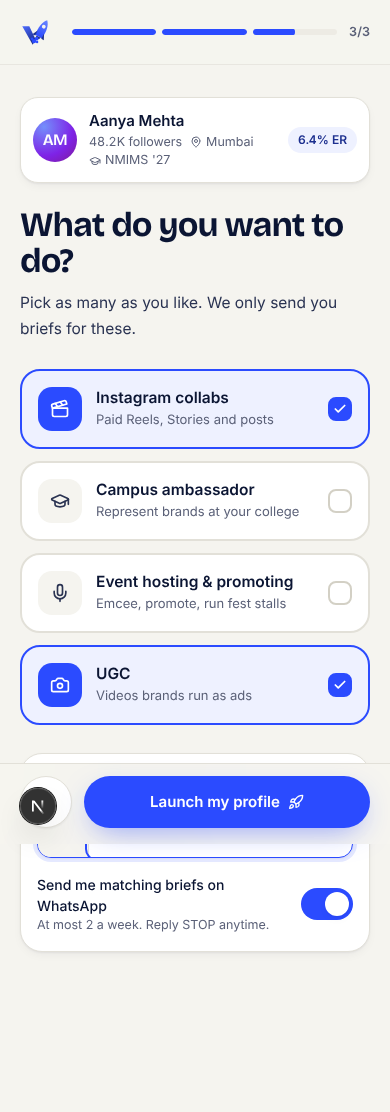 3/3
Aanya Mehta
48.2K followers Mumbai
NMIMS '27
AM
6.4% ER
What do you want to
do?
Pick as many as you like. We only send you
briefs for these.
Instagram collabs
Paid Reels, Stories and posts
Campus ambassador
Represent brands at your college
Event hosting & promoting
Emcee, promote, run fest stalls
UGC
Videos brands run as ads
N
Launch my profile
Send me matching briefs on
WhatsApp
At most 2 a week. Reply STOP anytime.